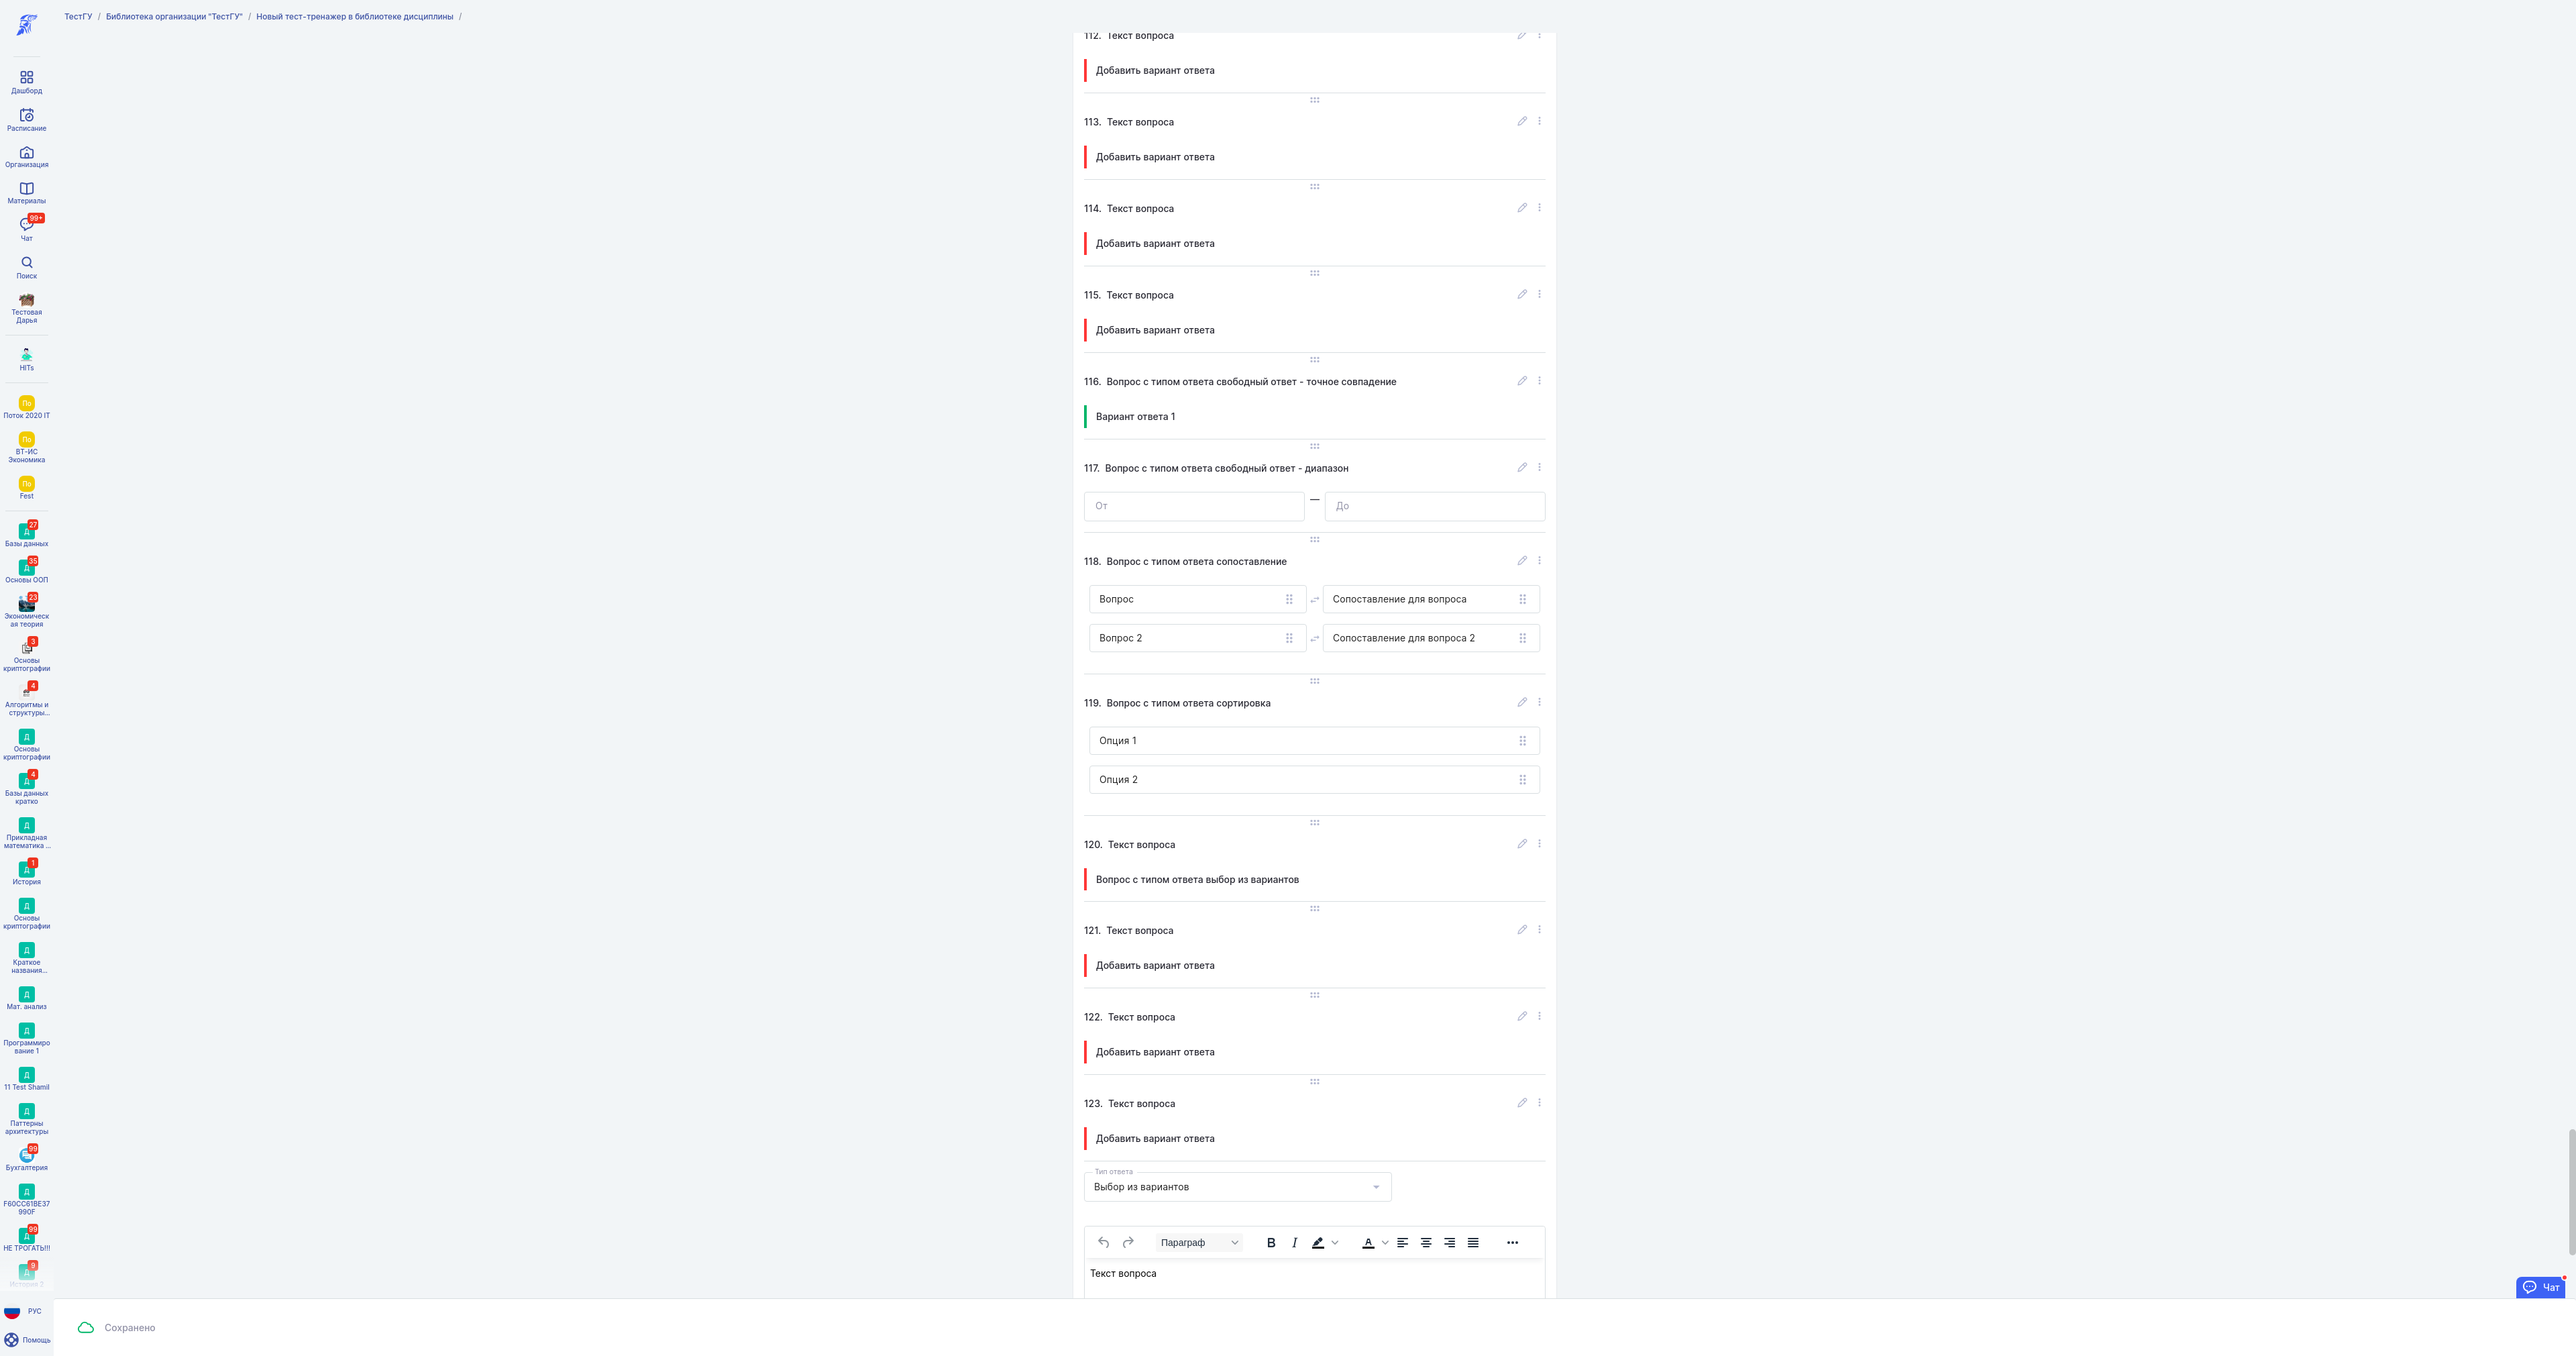 ТестГУ / Библиотека организации "ТестГУ" / Новый тест-тренажер в библиотеке дисциплины /
Дашборд
Расписание
Организация
Материалы
99+
Чат
Поиск
Тестовая
Дарья
HITs
По
Поток 2020 IT
По
ВТ-ИС
Экономика
По
Fest
27
Д
Базы данных
35
Д
Основы ООП
23
Экономическ
ая теория
3
Основы
криптографии
4
Алгоритмы и
структуры...
Д
Основы
криптографии
4
Д
Базы данных
кратко
Д
Прикладная
математика ...
1
Д
История
Д
Основы
криптографии
Д
Краткое
названия...
Д
Мат. анализ
Д
Программиро
вание 1
Д
11 Test Shamil
Д
Паттерны
архитектуры
99
Бухгалтерия
Д
F60CC61BE37
990F
99
Д
НЕ ТРОГАТЬ!!!
9
Д
История 2
РУС
Помощь
112. Текст вопроса
Добавить вариант ответа
113. Текст вопроса
Добавить вариант ответа
114. Текст вопроса
Добавить вариант ответа
115. Текст вопроса
Добавить вариант ответа
116. Вопрос с типом ответа свободный ответ - точное совпадение
Вариант ответа 1
117. Вопрос с типом ответа свободный ответ - диапазон
От — До
118. Вопрос с типом ответа сопоставление
Вопрос Сопоставление для вопроса
Вопрос 2 Сопоставление для вопроса 2
119. Вопрос с типом ответа сортировка
Опция 1
Опция 2
120. Текст вопроса
Вопрос с типом ответа выбор из вариантов
121. Текст вопроса
Добавить вариант ответа
122. Текст вопроса
Добавить вариант ответа
123. Текст вопроса
Добавить вариант ответа
Тип ответа
Выбор из вариантов
Параграф B I A
Текст вопроса
Чат
Сохранено